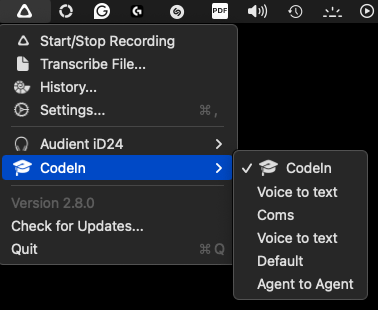 PDF
Start/Stop Recording
Transcribe File...
History...
Settings... ⌘ ,
Audient iD24
CodeIn
Version 2.8.0
Check for Updates...
Quit ⌘ Q
CodeIn
Voice to text
Coms
Voice to text
Default
Agent to Agent